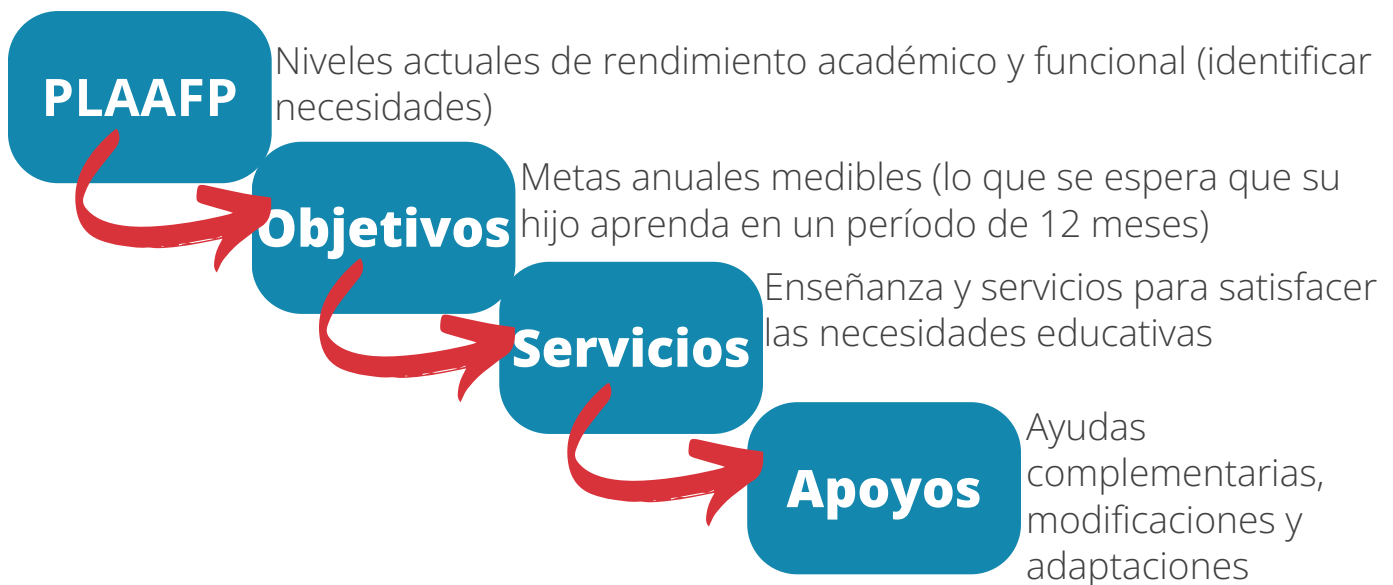 PLAAFP
Niveles actuales de rendimiento académico y funcional (identificar
necesidades)
Objetivos
Metas anuales medibles (lo que se espera que su
hijo aprenda en un período de 12 meses)
Servicios
Enseñanza y servicios para satisfacer
las necesidades educativas
Apoyos
Ayudas
complementarias,
modificaciones y
adaptaciones